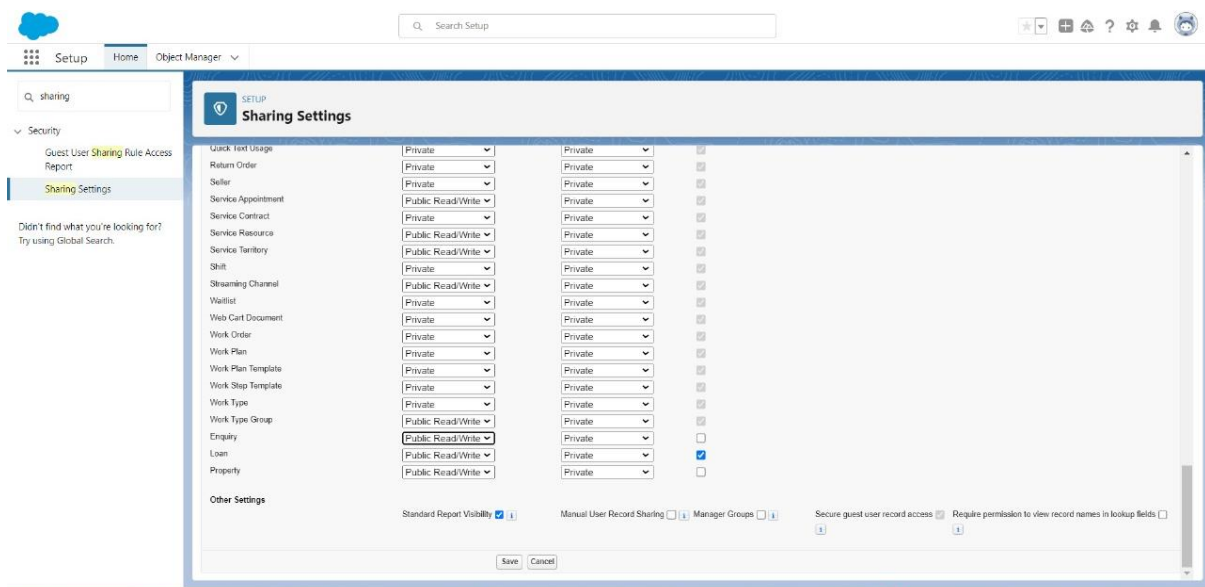 Search Setup
Setup Home Object Manager
sharing
Security
Guest User Sharing Rule Access
Report
Sharing Settings
Didn't find what you're looking for?
Try using Global Search.
SETUP
Sharing Settings
Quick Text Usage Private Private
Return Order Private Private
Seller Private Private
Service Appointment Public Read/Write Private
Service Contract Private Private
Service Resource Public Read/Write Private
Service Territory Public Read/Write Private
Shift Private Private
Streaming Channel Public Read/Write Private
Waitlist Private Private
Web Cart Document Private Private
Work Order Private Private
Work Plan Private Private
Work Plan Template Private Private
Work Step Template Private Private
Work Type Private Private
Work Type Group Public Read/Write Private
Enquiry Public Read/Write Private
Loan Public Read/Write Private
Property Public Read/Write Private
Other Settings
Standard Report Visibility i Manual User Record Sharing i Manager Groups i Secure guest user record access i Require permission to view record names in lookup fields i
Save Cancel